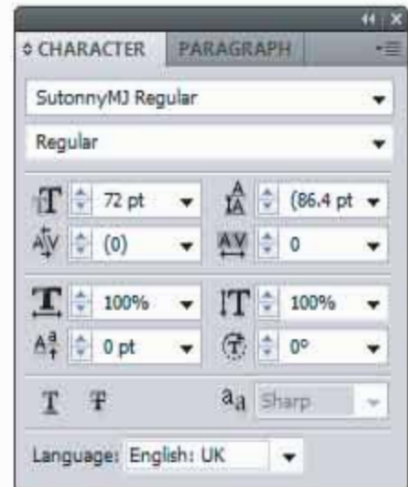 CHARACTER PARAGRAPH
SutonnyMJ Regular
Regular
72 pt (86.4 pt
(0) 0
100% 100%
0 pt 0°
Sharp
Language: English: UK